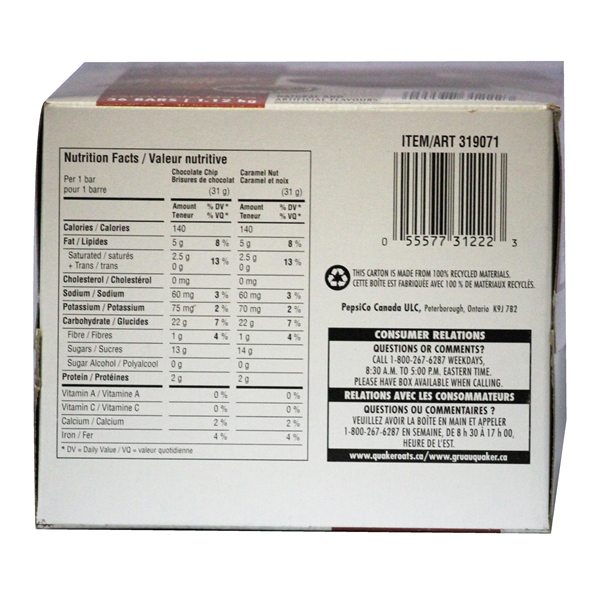 36 BARS | 1.12 kg
ARTIFICIAL FLAVOURS
ITEM/ART 319071
0 55577 31222 3
Nutrition Facts / Valeur nutritive
Per 1 bar
pour 1 barre
Chocolate Chip Caramel Nut
Brisures de chocolat Caramel et noix
(31 g) (31 g)
Amount % DV* Amount % DV*
Teneur % VQ* Teneur % VQ*
Calories / Calories 140 140
Fat / Lipides 5 g 8 % 5 g 8 %
Saturated / saturés 2.5 g 13 % 2.5 g 13 %
+ Trans / trans 0 g 0 g
Cholesterol / Cholestérol 0 mg 0 mg
Sodium / Sodium 60 mg 3 % 60 mg 3 %
Potassium / Potassium 75 mg 2 % 70 mg 2 %
Carbohydrate / Glucides 22 g 7 % 22 g 7 %
Fibre / Fibres 1 g 4 % 1 g 4 %
Sugars / Sucres 13 g 14 g
Sugar Alcohol / Polyalcool 0 g 0 g
Protein / Protéines 2 g 2 g
Vitamin A / Vitamine A 0 % 0 %
Vitamin C / Vitamine C 0 % 0 %
Calcium / Calcium 2 % 2 %
Iron / Fer 4 % 4 %
* DV = Daily Value / VQ = valeur quotidienne
THIS CARTON IS MADE FROM 100% RECYCLED MATERIALS.
CETTE BOÎTE EST FABRIQUÉE AVEC 100 % DE MATÉRIAUX RECYCLÉS.
PepsiCo Canada ULC, Peterborough, Ontario K9J 7B2
CONSUMER RELATIONS
QUESTIONS OR COMMENTS?
CALL 1-800-267-6287 WEEKDAYS,
8:30 A.M. TO 5:00 P.M. EASTERN TIME.
PLEASE HAVE BOX AVAILABLE WHEN CALLING.
RELATIONS AVEC LES CONSOMMATEURS
QUESTIONS OU COMMENTAIRES ?
VEUILLEZ AVOIR LA BOÎTE EN MAIN ET APPELER
1-800-267-6287 EN SEMAINE, DE 8 h 30 À 17 h 00,
HEURE DE L'EST.
www.quakeroats.ca/www.gruauquaker.ca